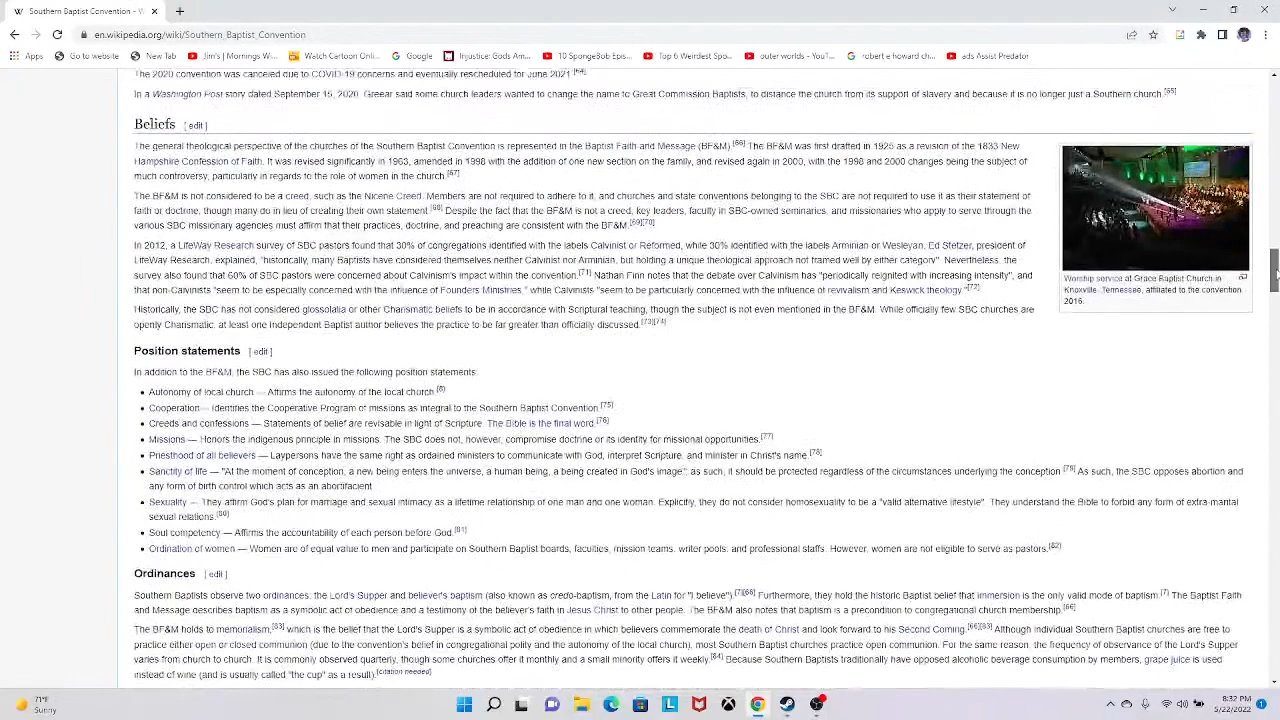 Southern Baptist Convention - W
en.wikipedia.org/wiki/Southern_Baptist_Convention
Apps Go to website New Tab Jim's | Mornings W... Watch Cartoon Onli... Google Injustice Gods Am... 10 SpongeBob Epis... Top 6 Weirdest Spo... outer worlds - You?... robert e howard ch... ads Assist Predator
The 2020 convention was canceled due to COVID-19 concerns and eventually rescheduled for June 2021.[64]
In a Washington Post story dated September 15, 2020, Greear said some church leaders wanted to change the name to Great Commission Baptists, to distance the church from its support of slavery and because it is no longer just a Southern church.[65]
Beliefs [ edit ]
The general theological perspective of the churches of the Southern Baptist Convention is represented in the Baptist Faith and Message (BF&M).[66] The BF&M was first drafted in 1925 as a revision of the 1833 New
Hampshire Confession of Faith. It was revised significantly in 1963, amended in 1998 with the addition of one new section on the family, and revised again in 2000, with the 1998 and 2000 changes being the subject
of much controversy, particularly in regards to the role of women in the church.[67]
The BF&M is not considered to be a creed, such as the Nicene Creed. Members are not required to adhere to it, and churches and state conventions belonging to the SBC are not required to use it as their statement of
faith or doctrine, though many do in lieu of creating their own statement.[68] Despite the fact that the BF&M is not a creed, key leaders, faculty in SBC-owned seminaries, and missionaries who apply to serve through the
various SBC missionary agencies must affirm that their practices, doctrine, and preaching are consistent with the BF&M.[69][70]
In 2012, a LifeWay Research survey of SBC pastors found that 30% of congregations identified with the labels Calvinist or Reformed, while 30% identified with the labels Arminian or Wesleyan. Ed Stetzer, president of
LifeWay Research, explained, "historically, many Baptists have considered themselves neither Calvinist nor Arminian, but holding a unique theological approach not framed well by either category". Nevertheless, the
survey also found that 60% of SBC pastors were concerned about Calvinism's impact within the convention.[71] Nathan Finn notes that the debate over Calvinism has "periodically reignited with increasing intensity", and
that non-Calvinists "seem to be especially concerned with the influence of Founders Ministries," while Calvinists "seem to be particularly concerned with the influence of revivalism and Keswick theology."[72]
Historically, the SBC has not considered glossolalia or other Charismatic beliefs to be in accordance with Scriptural teaching, though the subject is not even mentioned in the BF&M. While officially few SBC churches are
openly Charismatic, at least one independent Baptist author believes the practice to be far greater than officially discussed.[73][74]
Worship service at Grace Baptist Church in
Knoxville, Tennessee, affiliated to the convention,
2016.
Position statements [ edit ]
In addition to the BF&M, the SBC has also issued the following position statements:
• Autonomy of local church — Affirms the autonomy of the local church.[6]
• Cooperation— Identifies the Cooperative Program of missions as integral to the Southern Baptist Convention.[75]
• Creeds and confessions — Statements of belief are revisable in light of Scripture. The Bible is the final word.[76]
• Missions — Honors the indigenous principle in missions. The SBC does not, however, compromise doctrine or its identity for missional opportunities.[77]
• Priesthood of all believers — Laypersons have the same right as ordained ministers to communicate with God, interpret Scripture, and minister in Christ's name.[78]
• Sanctity of life — "At the moment of conception, a new being enters the universe, a human being, a being created in God's image"; as such, it should be protected regardless of the circumstances underlying the conception.[79] As such, the SBC opposes abortion and
any form of birth control which acts as an abortifacient.
• Sexuality — They affirm God's plan for marriage and sexual intimacy as a lifetime relationship of one man and one woman. Explicitly, they do not consider homosexuality to be a "valid alternative lifestyle". They understand the Bible to forbid any form of extra-marital
sexual relations.[80]
• Soul competency — Affirms the accountability of each person before God.[81]
• Ordination of women — Women are of equal value to men and participate on Southern Baptist boards, faculties, mission teams, writer pools, and professional staffs. However, women are not eligible to serve as pastors.[82]
Ordinances [ edit ]
Southern Baptists observe two ordinances: the Lord's Supper and believer's baptism (also known as credo-baptism, from the Latin for "I believe").[7][66] Furthermore, they hold the historic Baptist belief that immersion is the only valid mode of baptism.[7] The Baptist Faith
and Message describes baptism as a symbolic act of obedience and a testimony of the believer's faith in Jesus Christ to other people. The BF&M also notes that baptism is a precondition to congregational church membership.[66]
The BF&M holds to memorialism,[83] which is the belief that the Lord's Supper is a symbolic act of obedience in which believers commemorate the death of Christ and look forward to his Second Coming.[66][83] Although individual Southern Baptist churches are free to
practice either open or closed communion (due to the convention's belief in congregational polity and the autonomy of the local church), most Southern Baptist churches practice open communion. For the same reason, the frequency of observance of the Lord's Supper
varies from church to church. It is commonly observed quarterly, though some churches offer it monthly and a small minority offers it weekly.[84] Because Southern Baptists traditionally have opposed alcoholic beverage consumption by members, grape juice is used
instead of wine (and is usually called "the cup" as a result).[citation needed]
71°F
Sunny
8:32 PM
5/22/2022